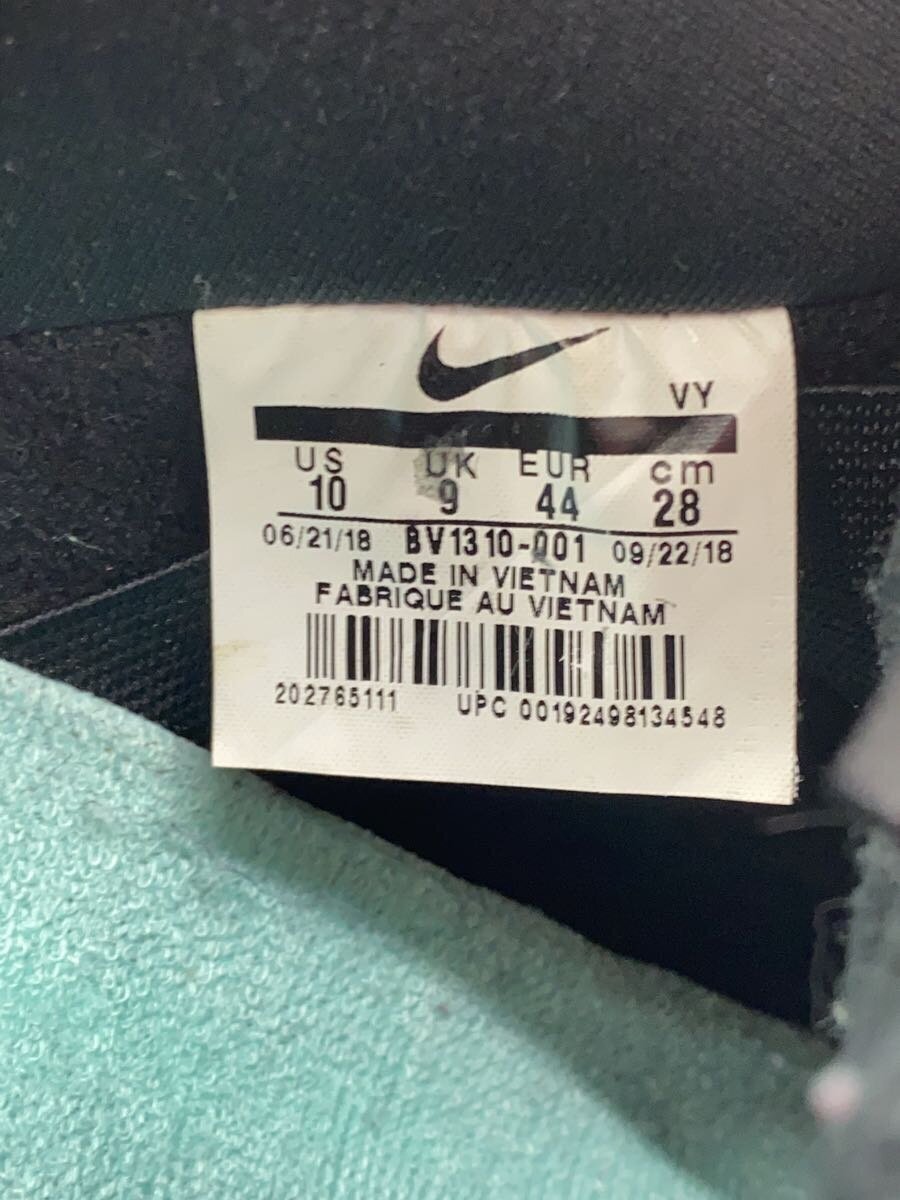 VY
US UK EUR cm
10 9 44 28
06/21/18 BV1310-001 09/22/18
MADE IN VIETNAM
FABRIQUE AU VIETNAM
202765111 UPC 00192498134548